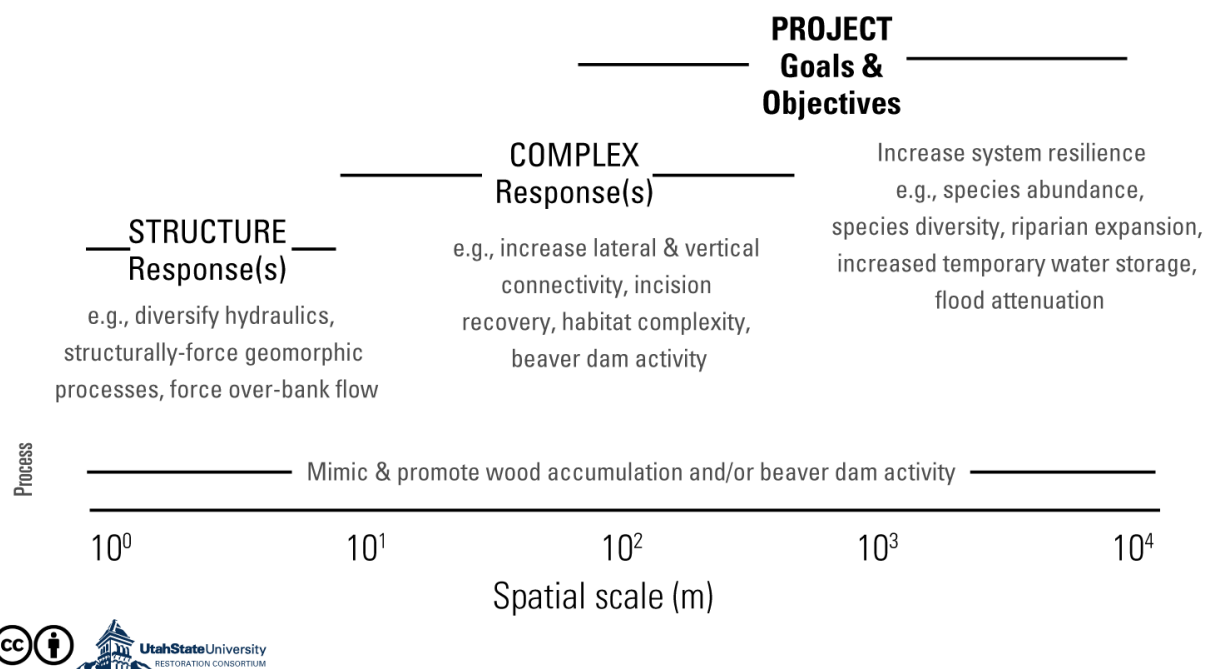 PROJECT
Goals &
Objectives
COMPLEX
Response(s)
Increase system resilience
e.g., species abundance,
species diversity, riparian expansion,
increased temporary water storage,
flood attenuation
STRUCTURE
Response(s)
e.g., increase lateral & vertical
connectivity, incision
recovery, habitat complexity,
beaver dam activity
e.g., diversify hydraulics,
structurally-force geomorphic
processes, force over-bank flow
Process
Mimic & promote wood accumulation and/or beaver dam activity
10⁰ 10¹ 10² 10³ 10⁴
Spatial scale (m)
cc
UtahStateUniversity
RESTORATION CONSORTIUM